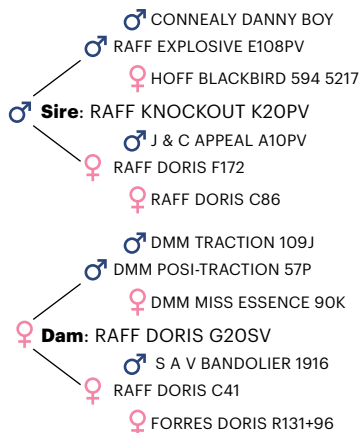 CONNEALY DANNY BOY
RAFF EXPLOSIVE E108PV
HOFF BLACKBIRD 594 5217
Sire: RAFF KNOCKOUT K20PV
J & C APPEAL A10PV
RAFF DORIS F172
RAFF DORIS C86
DMM TRACTION 109J
DMM POSI-TRACTION 57P
DMM MISS ESSENCE 90K
Dam: RAFF DORIS G20SV
S A V BANDOLIER 1916
RAFF DORIS C41
FORRES DORIS R131+96